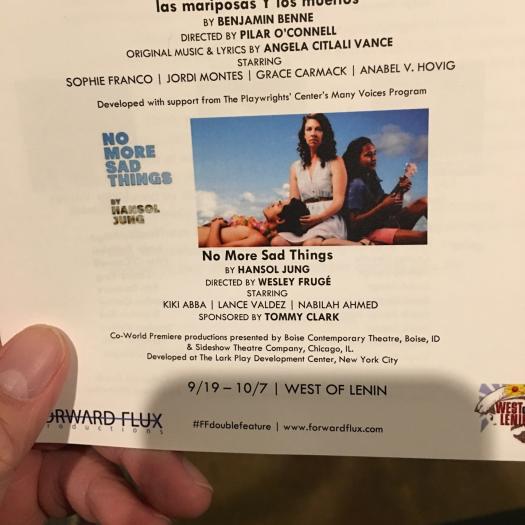 las mariposas Y los muertos
BY BENJAMIN BENNE
DIRECTED BY PILAR O'CONNELL
ORIGINAL MUSIC & LYRICS BY ANGELA CITLALI VANCE
STARRING
SOPHIE FRANCO | JORDI MONTES | GRACE CARMACK | ANABEL V. HOVIG
Developed with support from The Playwrights' Center's Many Voices Program
NO
MORE
SAD
THINGS
BY
HANSOL
JUNG
No More Sad Things
BY HANSOL JUNG
DIRECTED BY WESLEY FRUGÉ
STARRING
KIKI ABBA | LANCE VALDEZ | NABILAH AHMED
SPONSORED BY TOMMY CLARK
Co-World Premiere productions presented by Boise Contemporary Theatre, Boise, ID
& Sideshow Theatre Company, Chicago, IL.
Developed at The Lark Play Development Center, New York City
9/19 – 10/7 | WEST OF LENIN
ORWARD FLUX
roductions
#FFdoublefeature | www.forwardflux.com
WEST
LENIN